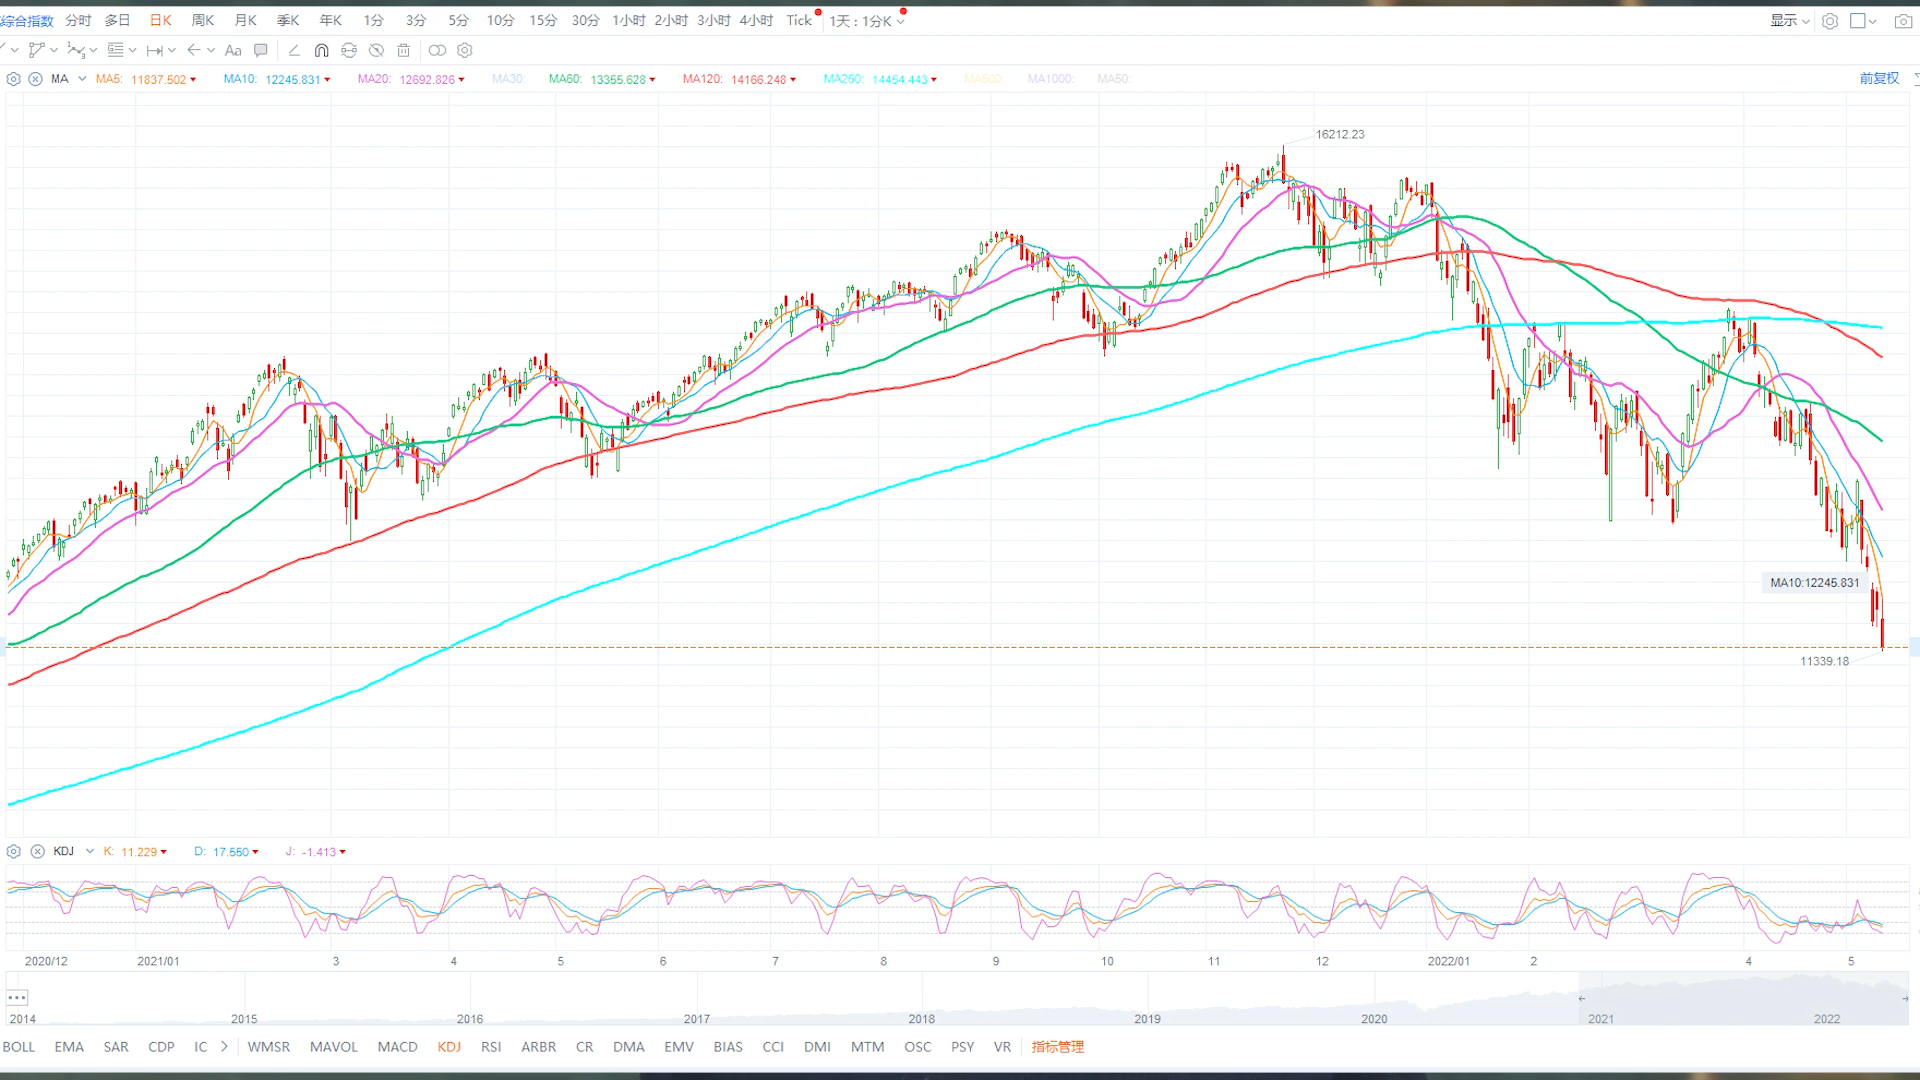 综合指数 分时 多日 日K 周K 月K 季K 年K 1分 3分 5分 10分 15分 30分 1小时 2小时 3小时 4小时 Tick 1天 : 1分K 显示
Aa
MA MA5: 11837.502 MA10: 12245.831 MA20: 12692.826 MA30: MA60: 13355.628 MA120: 14166.248 MA250: 14454.443 MA500: MA1000: MA50: 前复权
16212.23
MA10:12245.831
11339.18
KDJ K: 11.229 D: 17.550 J: -1.413
2020/12 2021/01 3 4 5 6 7 8 9 10 11 12 2022/01 2 4 5
2014 2015 2016 2017 2018 2019 2020 2021 2022
BOLL EMA SAR CDP IC WMSR MAVOL MACD KDJ RSI ARBR CR DMA EMV BIAS CCI DMI MTM OSC PSY VR 指标管理